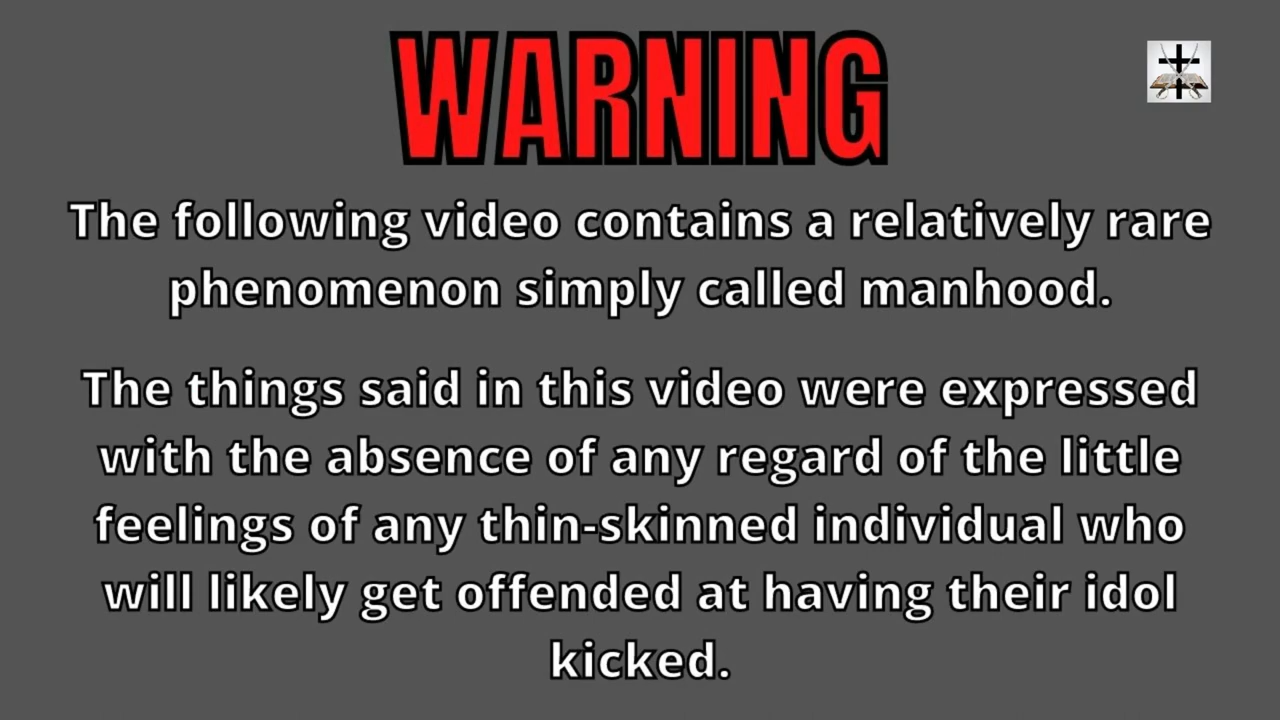 WARNING
The following video contains a relatively rare
phenomenon simply called manhood.
The things said in this video were expressed
with the absence of any regard of the little
feelings of any thin-skinned individual who
will likely get offended at having their idol
kicked.